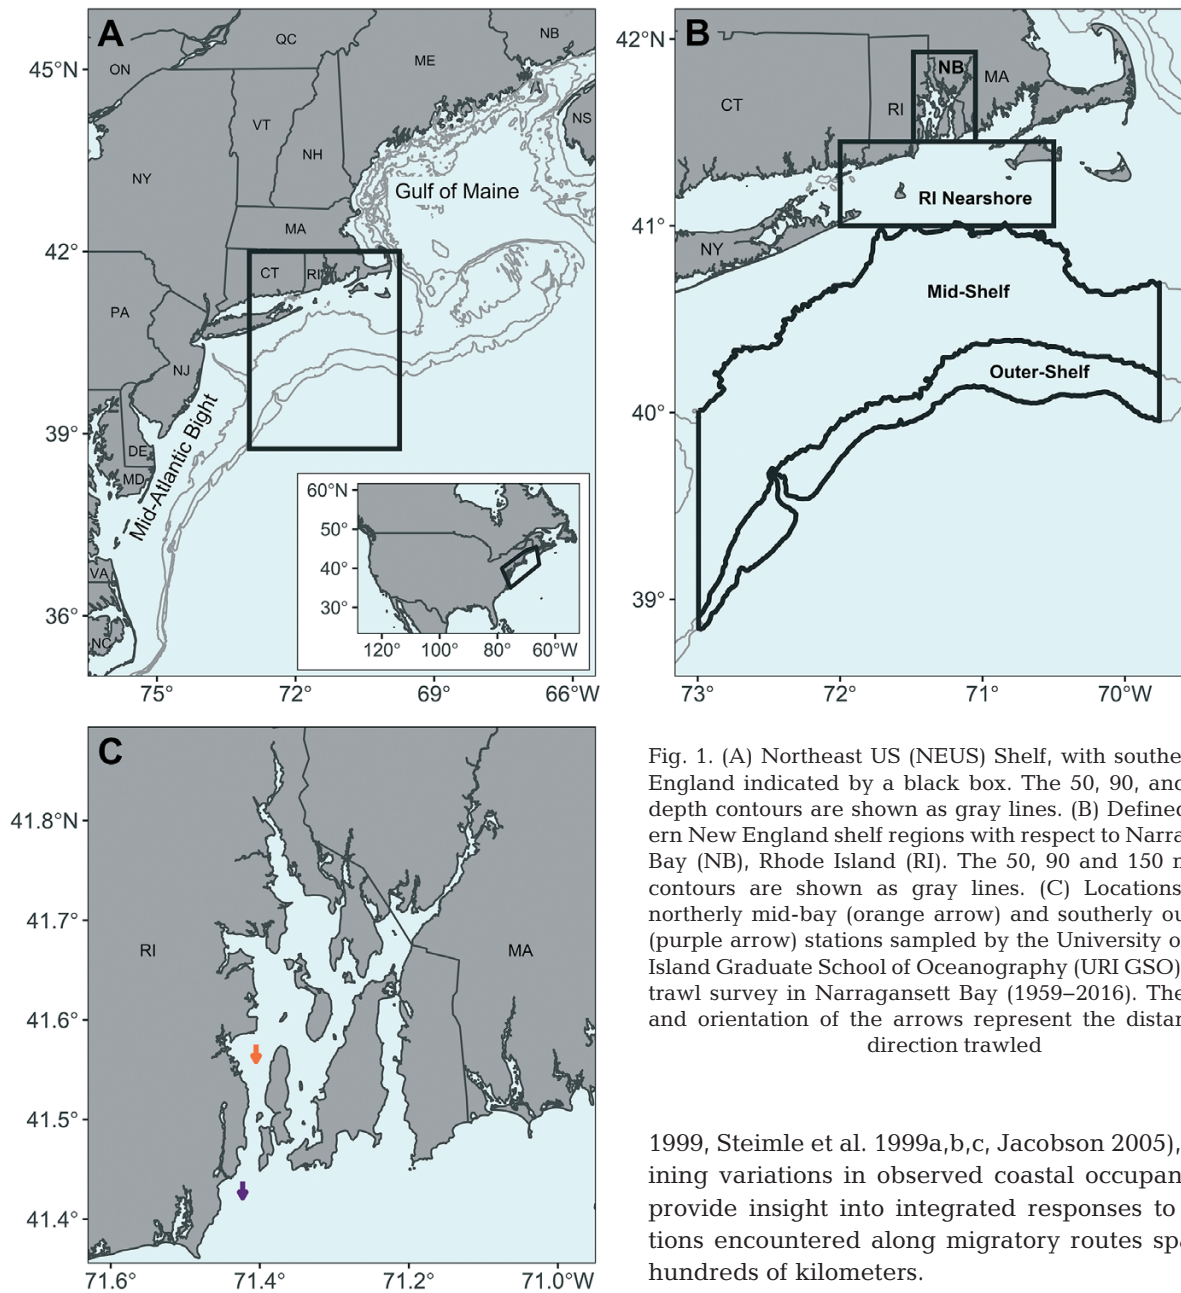 A
QC
NB
ON
ME
45°N
VT
NS
NH
NY
Gulf of Maine
MA
42°
CT
RI
PA
NJ
Mid-Atlantic Bight
39°
DE
MD
60°N
50°
40°
30°
120°
100°
80°
60°W
VA
36°
NC
75°
72°
69°
66°W
B
42°N
NB
MA
CT
RI
RI Nearshore
41°
NY
Mid-Shelf
Outer-Shelf
40°
39°
73°
72°
71°
70°W
C
41.8°N
41.7°
RI
MA
41.6°
41.5°
41.4°
71.6°
71.4°
71.2°
71.0°W
Fig. 1. (A) Northeast US (NEUS) Shelf, with southe
England indicated by a black box. The 50, 90, and
depth contours are shown as gray lines. (B) Defined
ern New England shelf regions with respect to Narra
Bay (NB), Rhode Island (RI). The 50, 90 and 150 m
contours are shown as gray lines. (C) Locations
northerly mid-bay (orange arrow) and southerly ou
(purple arrow) stations sampled by the University o
Island Graduate School of Oceanography (URI GSO)
trawl survey in Narragansett Bay (1959–2016). The
and orientation of the arrows represent the distan
direction trawled
1999, Steimle et al. 1999a,b,c, Jacobson 2005),
ining variations in observed coastal occupan
provide insight into integrated responses to
tions encountered along migratory routes spa
hundreds of kilometers.